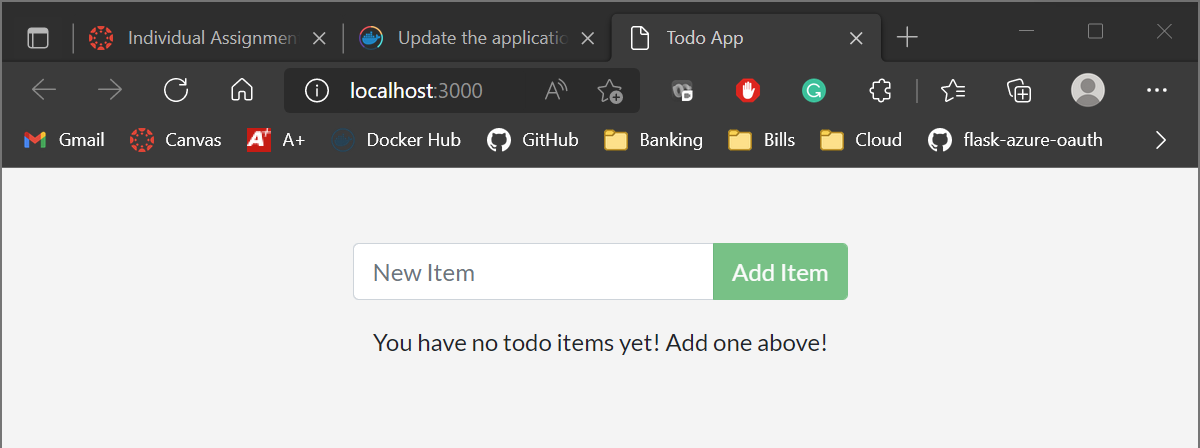 Individual Assignmen
Update the applicatio
Todo App
localhost:3000
Gmail
Canvas
A+
Docker Hub
GitHub
Banking
Bills
Cloud
flask-azure-oauth
New Item
Add Item
You have no todo items yet! Add one above!